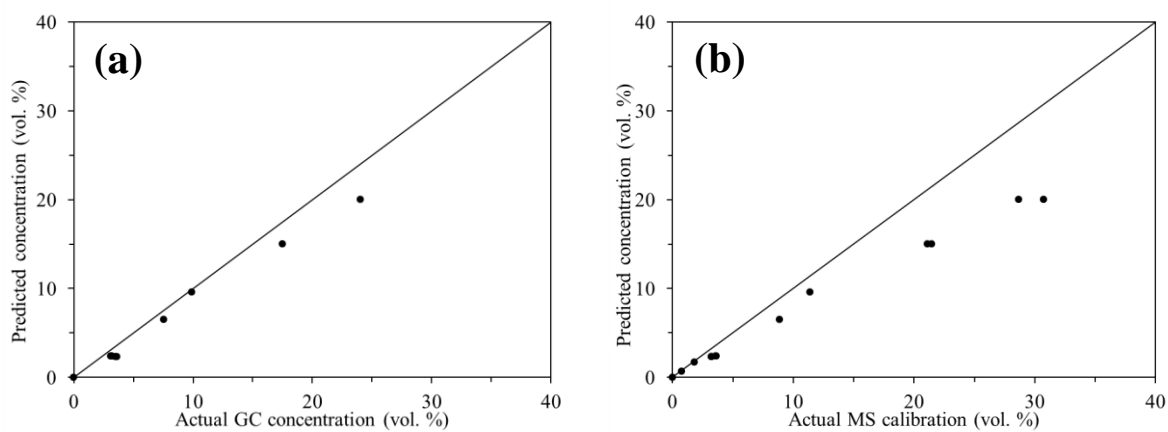 (a)
Predicted concentration (vol. %)
40
30
20
10
0
0 10 20 30 40
Actual GC concentration (vol. %)
(b)
Predicted concentration (vol. %)
40
30
20
10
0
0 10 20 30 40
Actual MS calibration (vol. %)